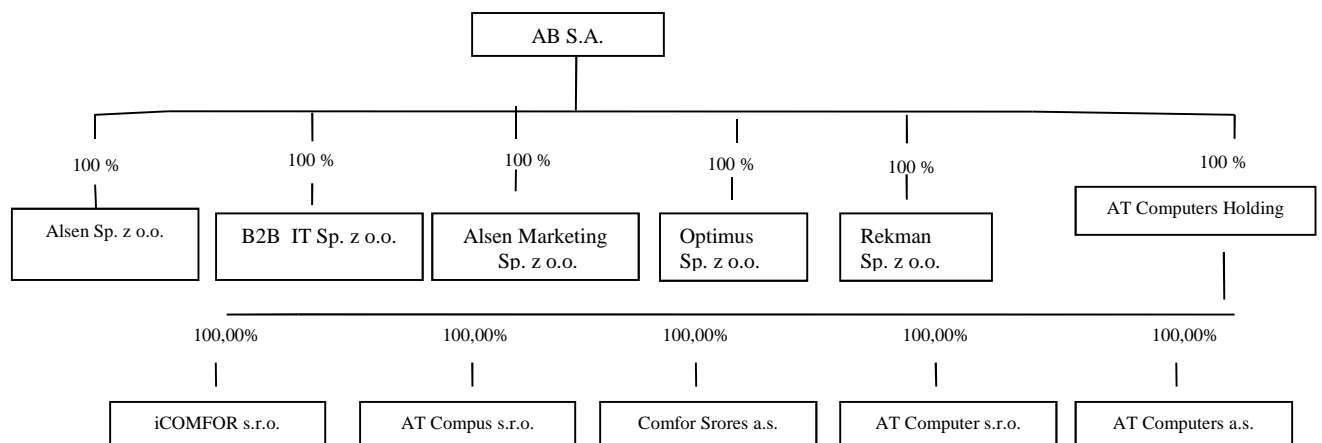 AB S.A.
100 %
100 %
100 %
100 %
100 %
100 %
Alsen Sp. z o.o.
B2B IT Sp. z o.o.
Alsen Marketing
Sp. z o.o.
Optimus
Sp. z o.o.
Rekman
Sp. z o.o.
AT Computers Holding
100,00%
100,00%
100,00%
100,00%
100,00%
iCOMFOR s.r.o.
AT Compus s.r.o.
Comfor Srores a.s.
AT Computer s.r.o.
AT Computers a.s.